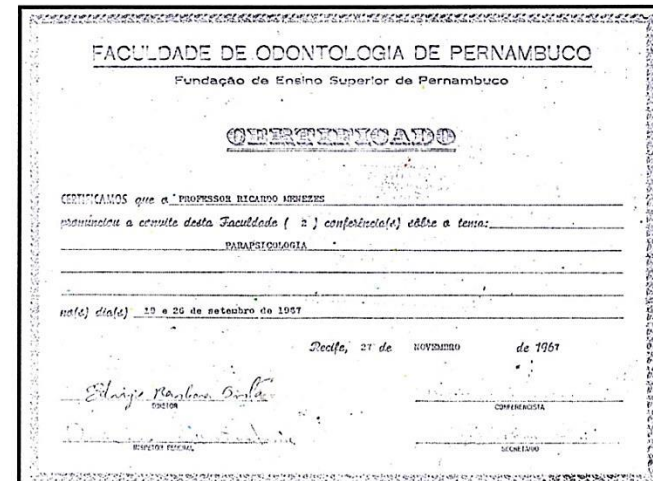 FACULDADE DE ODONTOLOGIA DE PERNAMBUCO
Fundação de Ensino Superior de Pernambuco
CERTIFICADO
CERTIFICAMOS que o PROFESSOR RICARDO MENEZES
pronunciou a convite desta Faculdade ( 2 ) conferência(s) sôbre o tema:
PARAPSICOLOGIA
na(s) dia(s) 19 e 26 de setembro de 1967
Recife, 27 de NOVEMBRO de 1967
DIRETOR
CONFERENCISTA
INSPETOR FEDERAL
SECRETARIO